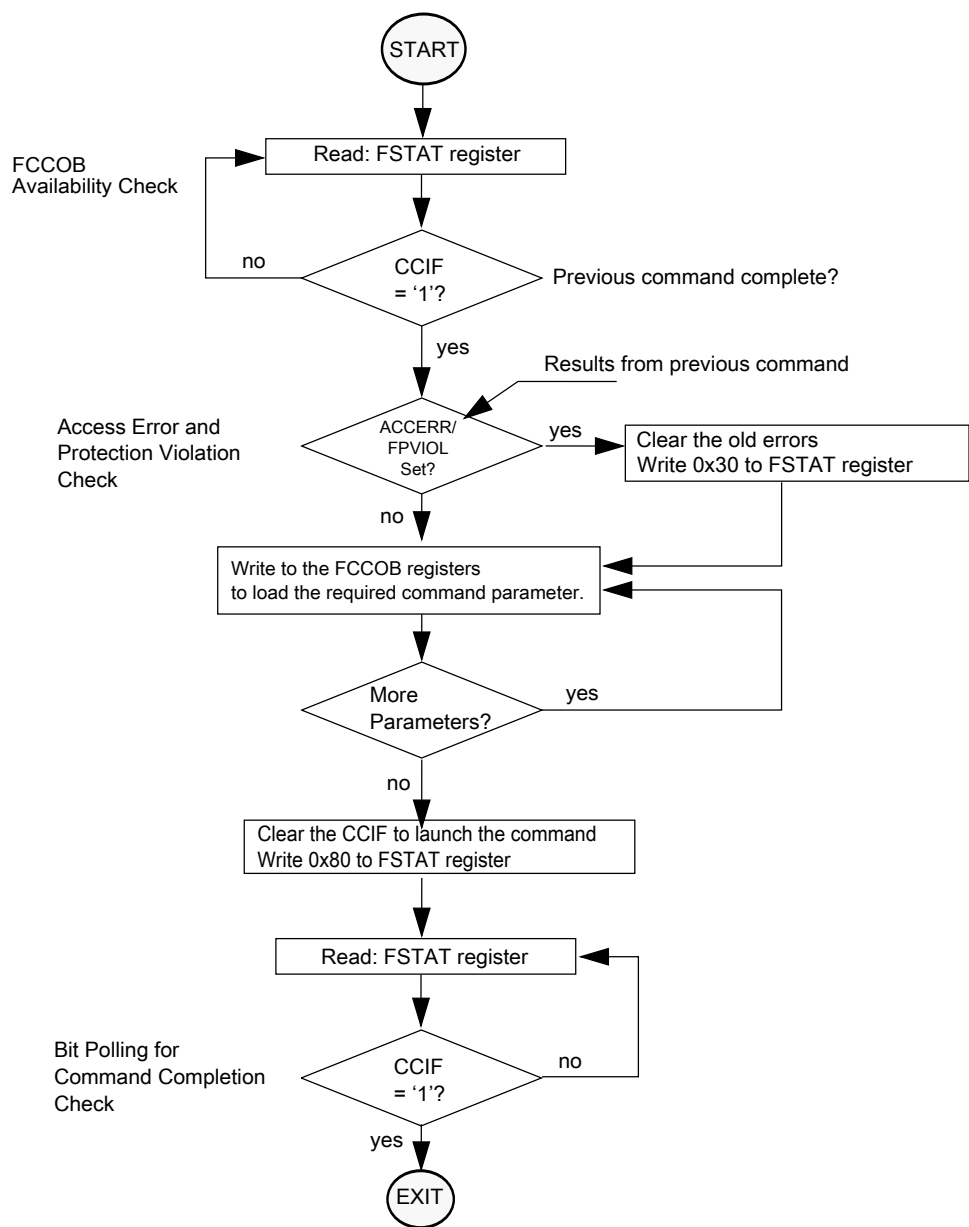 START
Read: FSTAT register
FCCOB
Availability Check
no
CCIF
= ‘1’?
Previous command complete?
yes
Results from previous command
Access Error and
Protection Violation
Check
ACCERR/
FPVIOL
Set?
yes
Clear the old errors
Write 0x30 to FSTAT register
no
Write to the FCCOB registers
to load the required command parameter.
More
Parameters?
yes
no
Clear the CCIF to launch the command
Write 0x80 to FSTAT register
Read: FSTAT register
Bit Polling for
Command Completion
Check
CCIF
= ‘1’?
no
yes
EXIT